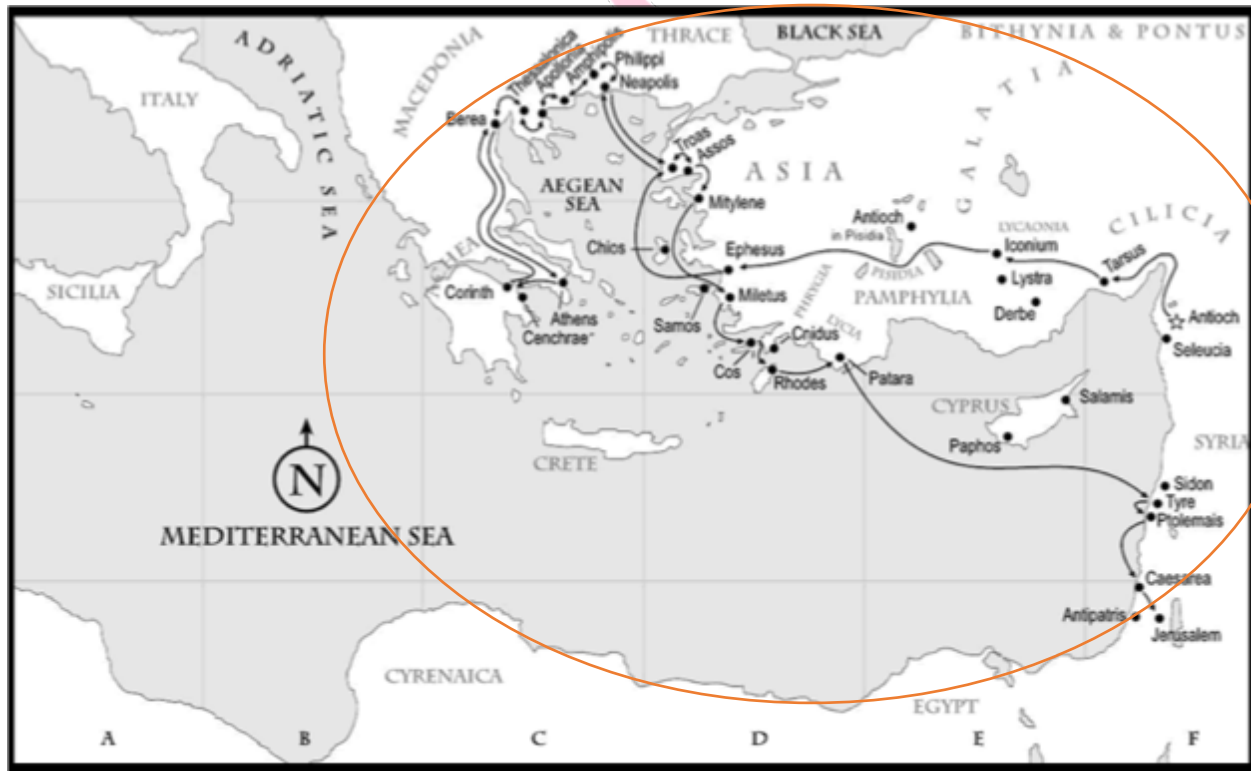 ADRIATIC SEA
ITALY
SICILIA
MACEDONIA
THRACE
BLACK SEA
BITHYNIA & PONTUS
GALATIA
Thessalonica
Apollonia
Amphipolis
Philippi
Neapolis
Berea
Troas
Assos
ASIA
AEGEAN
SEA
Mitylene
Antioch
in Pisidia
LYCAONIA
CILICIA
Chios
Ephesus
Iconium
Tarsus
ACHEA
PISIDIA
Lystra
Corinth
Athens
Cenchrae
Samos
Miletus
PHRYGIA
PAMPHYLIA
Derbe
Antioch
Seleucia
LYCIA
Cnidus
Cos
Rhodes
Patara
CYPRUS
Salamis
Paphos
SYRIA
CRETE
N
MEDITERRANEAN SEA
Sidon
Tyre
Ptolemais
Caesarea
Antipatris
Jerusalem
CYRENAICA
EGYPT
A B C D E F